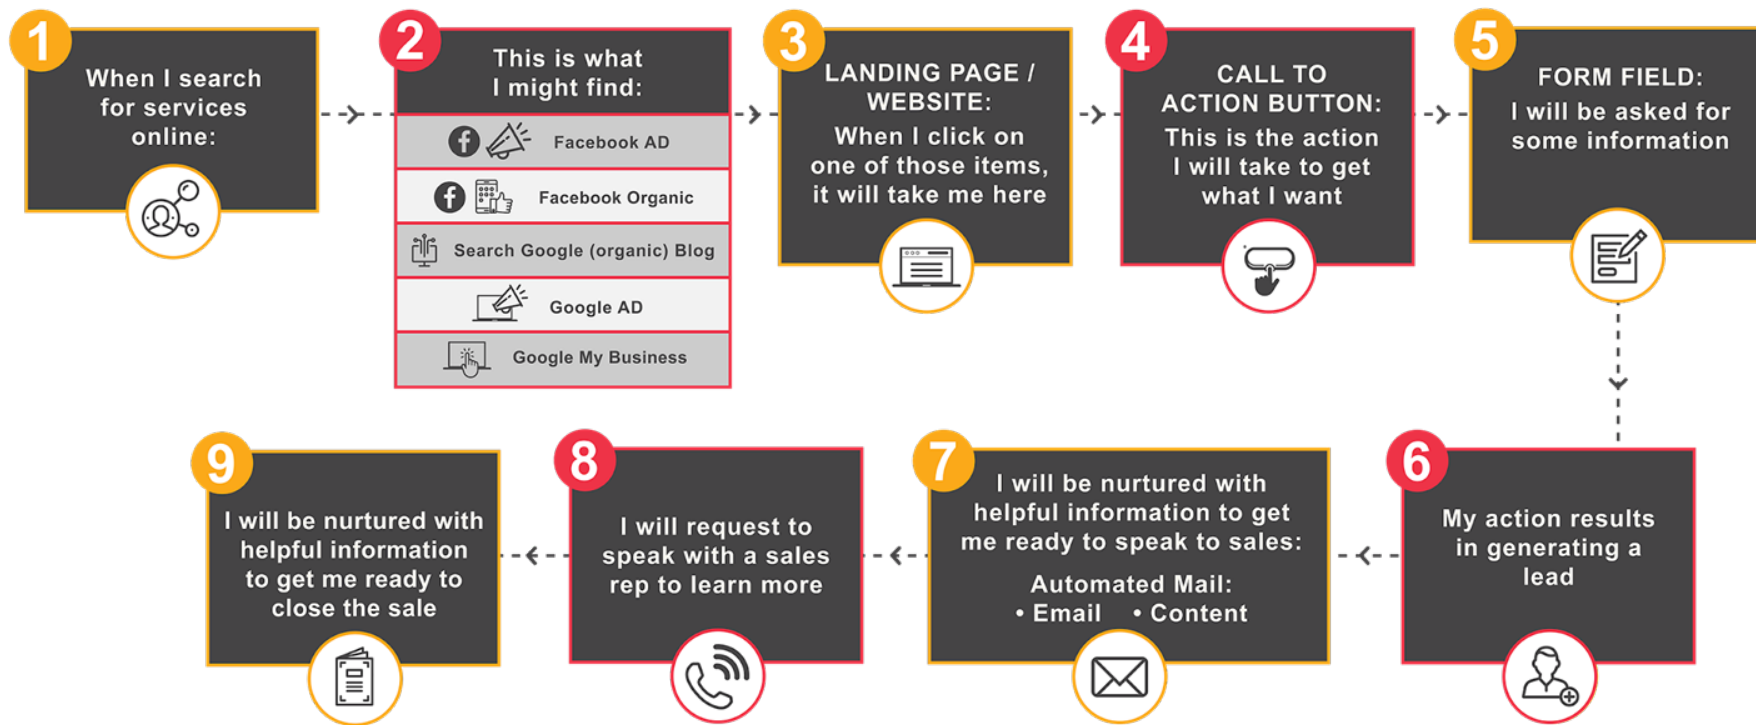 1
When I search
for services
online:
2
This is what
I might find:
Facebook AD
Facebook Organic
Search Google (organic) Blog
Google AD
Google My Business
3
LANDING PAGE /
WEBSITE:
When I click on
one of those items,
it will take me here
4
CALL TO
ACTION BUTTON:
This is the action
I will take to get
what I want
5
FORM FIELD:
I will be asked for
some information
6
My action results
in generating a
lead
7
I will be nurtured with
helpful information to get
me ready to speak to sales:
Automated Mail:
• Email • Content
8
I will request to
speak with a sales
rep to learn more
9
I will be nurtured with
helpful information
to get me ready to
close the sale